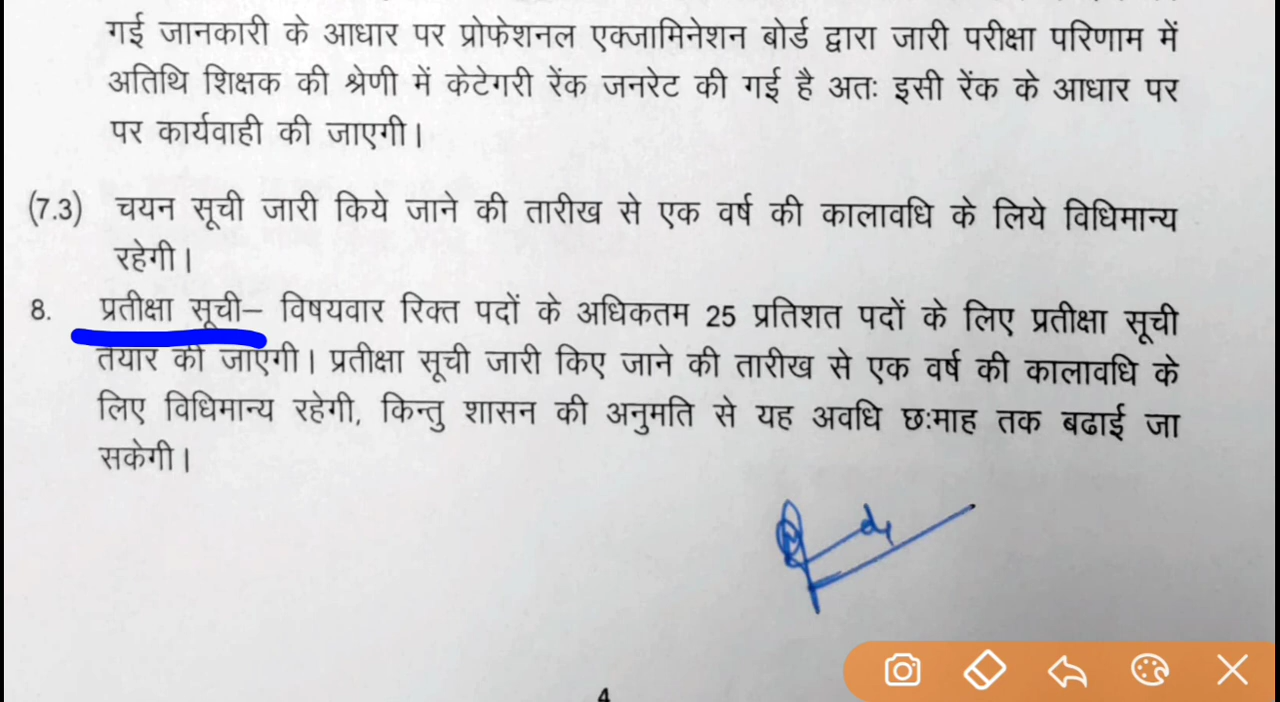 गई जानकारी के आधार पर प्रोफेशनल एक्जामिनेशन बोर्ड द्वारा जारी परीक्षा परिणाम में
अतिथि शिक्षक की श्रेणी में केटेगरी रेंक जनरेट की गई है अतः इसी रेंक के आधार पर
पर कार्यवाही की जाएगी।
(7.3) चयन सूची जारी किये जाने की तारीख से एक वर्ष की कालावधि के लिये विधिमान्य
रहेगी।
8. प्रतीक्षा सूची– विषयवार रिक्त पदों के अधिकतम 25 प्रतिशत पदों के लिए प्रतीक्षा सूची
तैयार की जाएगी। प्रतीक्षा सूची जारी किए जाने की तारीख से एक वर्ष की कालावधि के
लिए विधिमान्य रहेगी, किन्तु शासन की अनुमति से यह अवधि छःमाह तक बढाई जा
सकेगी।
4